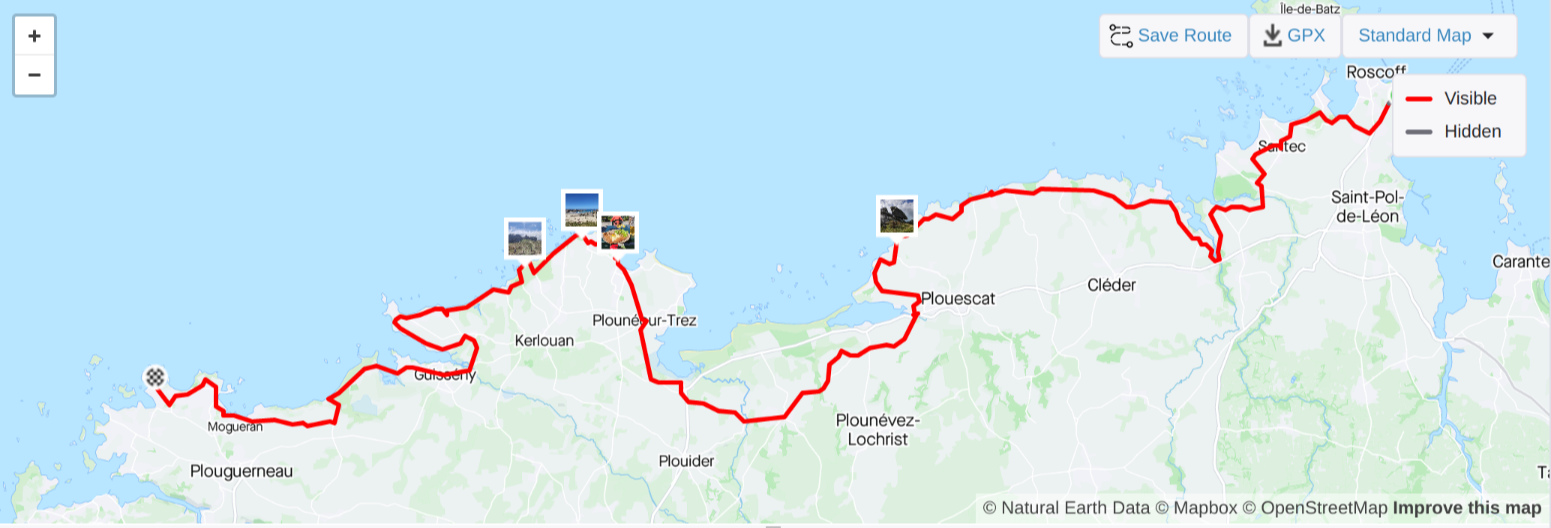 +
−
Île-de-Batz
Save Route
GPX
Standard Map
Roscoff
Visible
Hidden
Santec
Saint-Pol-
de-Léon
Carante
Cléder
Plouescat
Plounéour-Trez
Kerlouan
Guissény
Mogueran
Plounévez-
Lochrist
Plouider
Plouguerneau
© Natural Earth Data © Mapbox © OpenStreetMap Improve this map